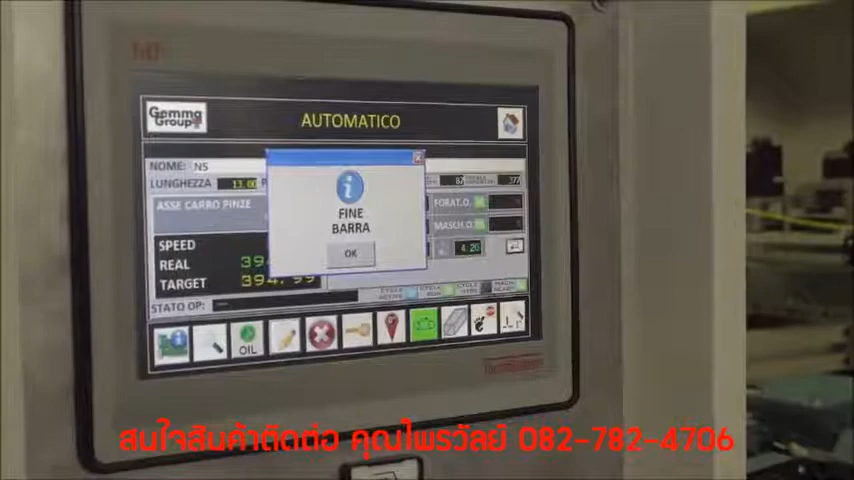 Gemma
Group
AUTOMATICO
NOME: NS
LUNGHEZZA 13.00
ASSE CARRO PINZE
FINE
BARRA
OK
FORAT.O.
MASCH.O.
4.20
SPEED
REAL
TARGET
STATO OP:
OIL
สนใจสินค้าติดต่อ คุณไพรวัลย์ 082-782-4706